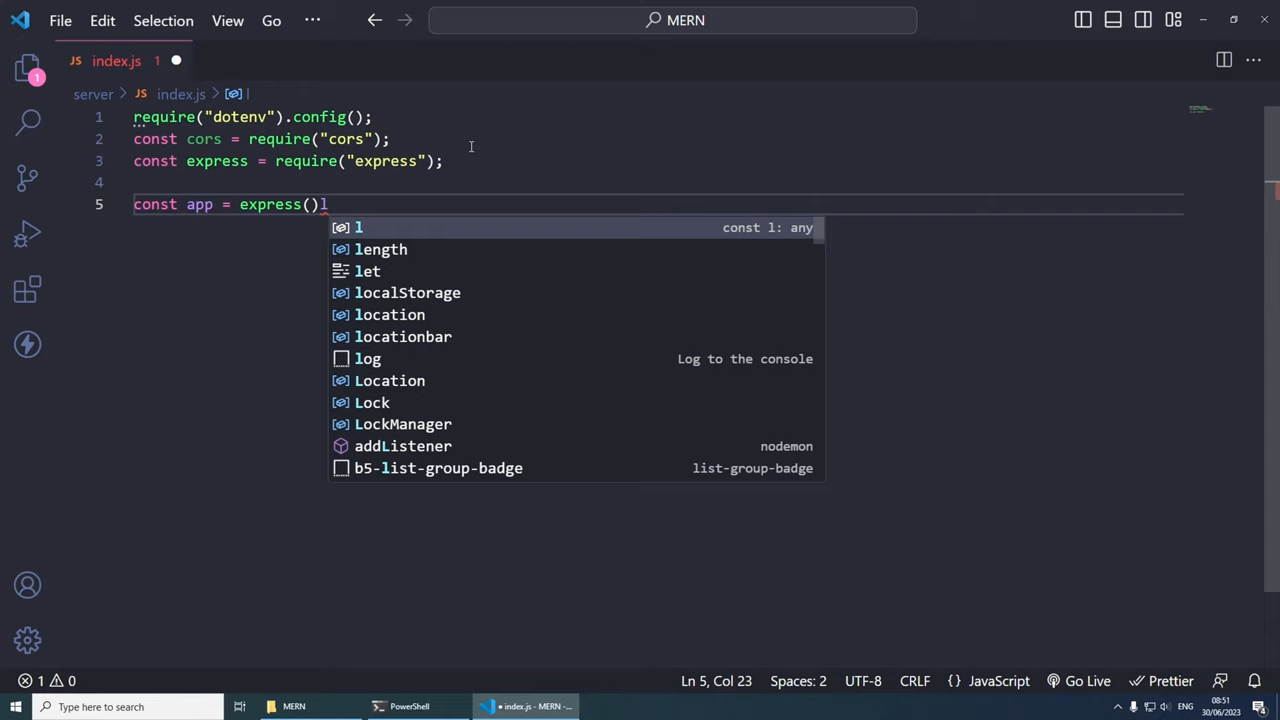 File Edit Selection View Go ··· MERN
JS index.js 1
1
server > JS index.js > l
1 require("dotenv").config();
2 const cors = require("cors");
3 const express = require("express");
4
5 const app = express()l
l const l: any
length
let
localStorage
location
locationbar
log Log to the console
Location
Lock
LockManager
addListener nodemon
b5-list-group-badge list-group-badge
1 0 Ln 5, Col 23 Spaces: 2 UTF-8 CRLF {} JavaScript Go Live Prettier
Type here to search MERN PowerShell index.js - MERN -... ENG 08:51 30/06/2023 4